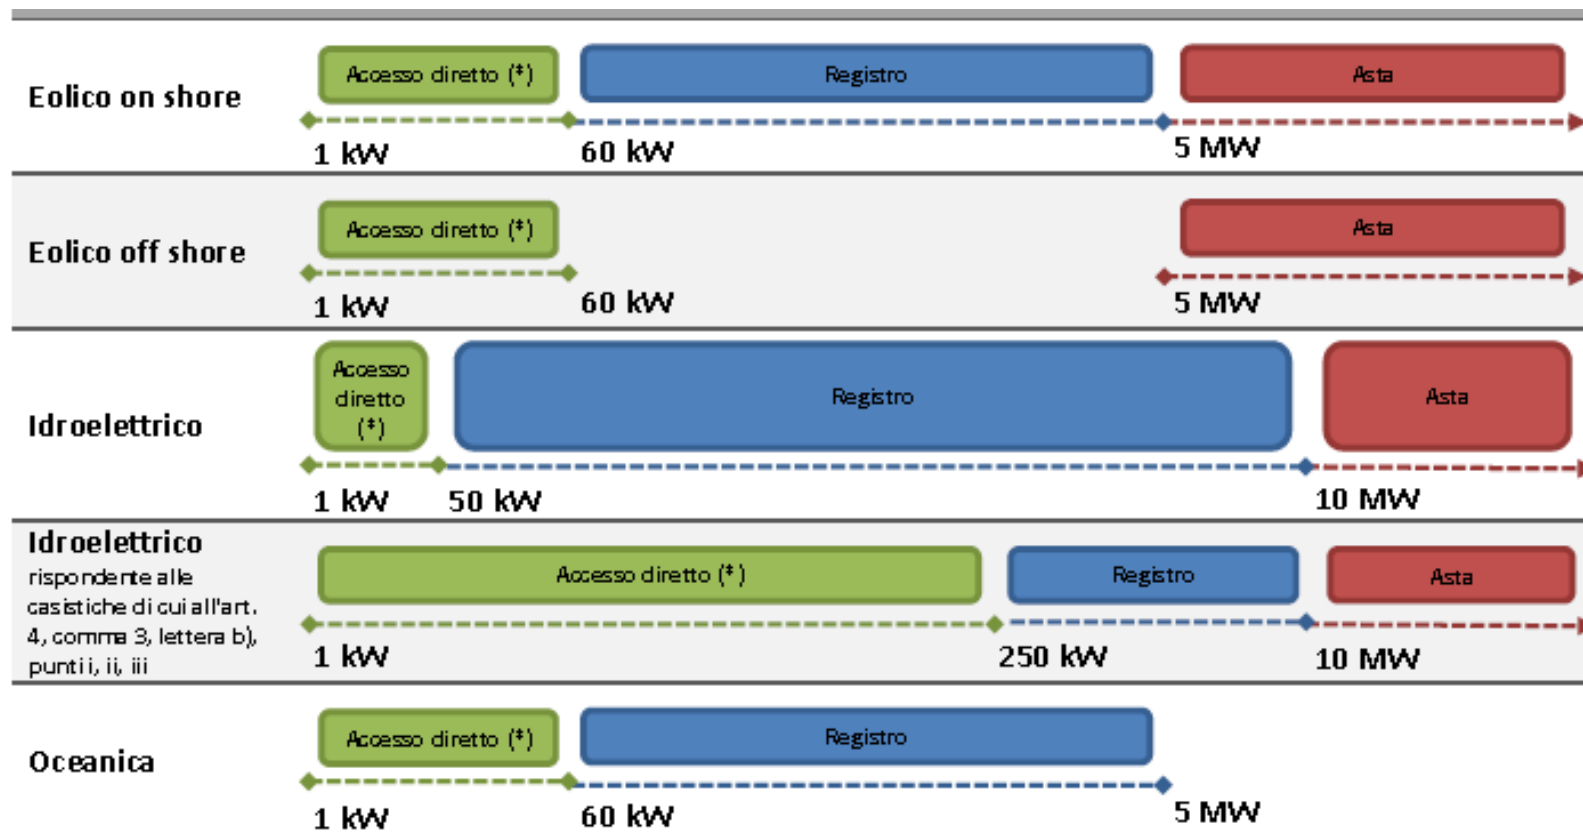 Eolico on shore
Accesso diretto (*)
Registro
Asta
1 kW
60 kW
5 MW
Eolico off shore
Accesso diretto (*)
Asta
1 kW
60 kW
5 MW
Idroelettrico
Accesso
diretto
(*)
Registro
Asta
1 kW
50 kW
10 MW
Idroelettrico
rispondente alle
casistiche di cui all'art.
4, comma 3, lettera b),
punti i, ii, iii
Accesso diretto (*)
Registro
Asta
1 kW
250 kW
10 MW
Oceanica
Accesso diretto (*)
Registro
1 kW
60 kW
5 MW